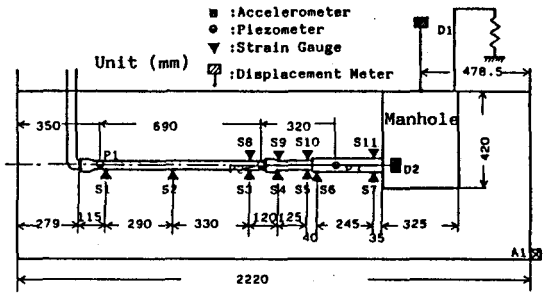 :Accelerometer
:Piezometer
:Strain Gauge
:Displacement Meter
Unit (mm)
D1
478.5
350
690
320
Manhole
420
S8
S9
S10
S11
P1
D2
S1
S2
S3
S4
S5
S6
S7
279
115
290
330
120
125
40
245
35
325
A1
2220